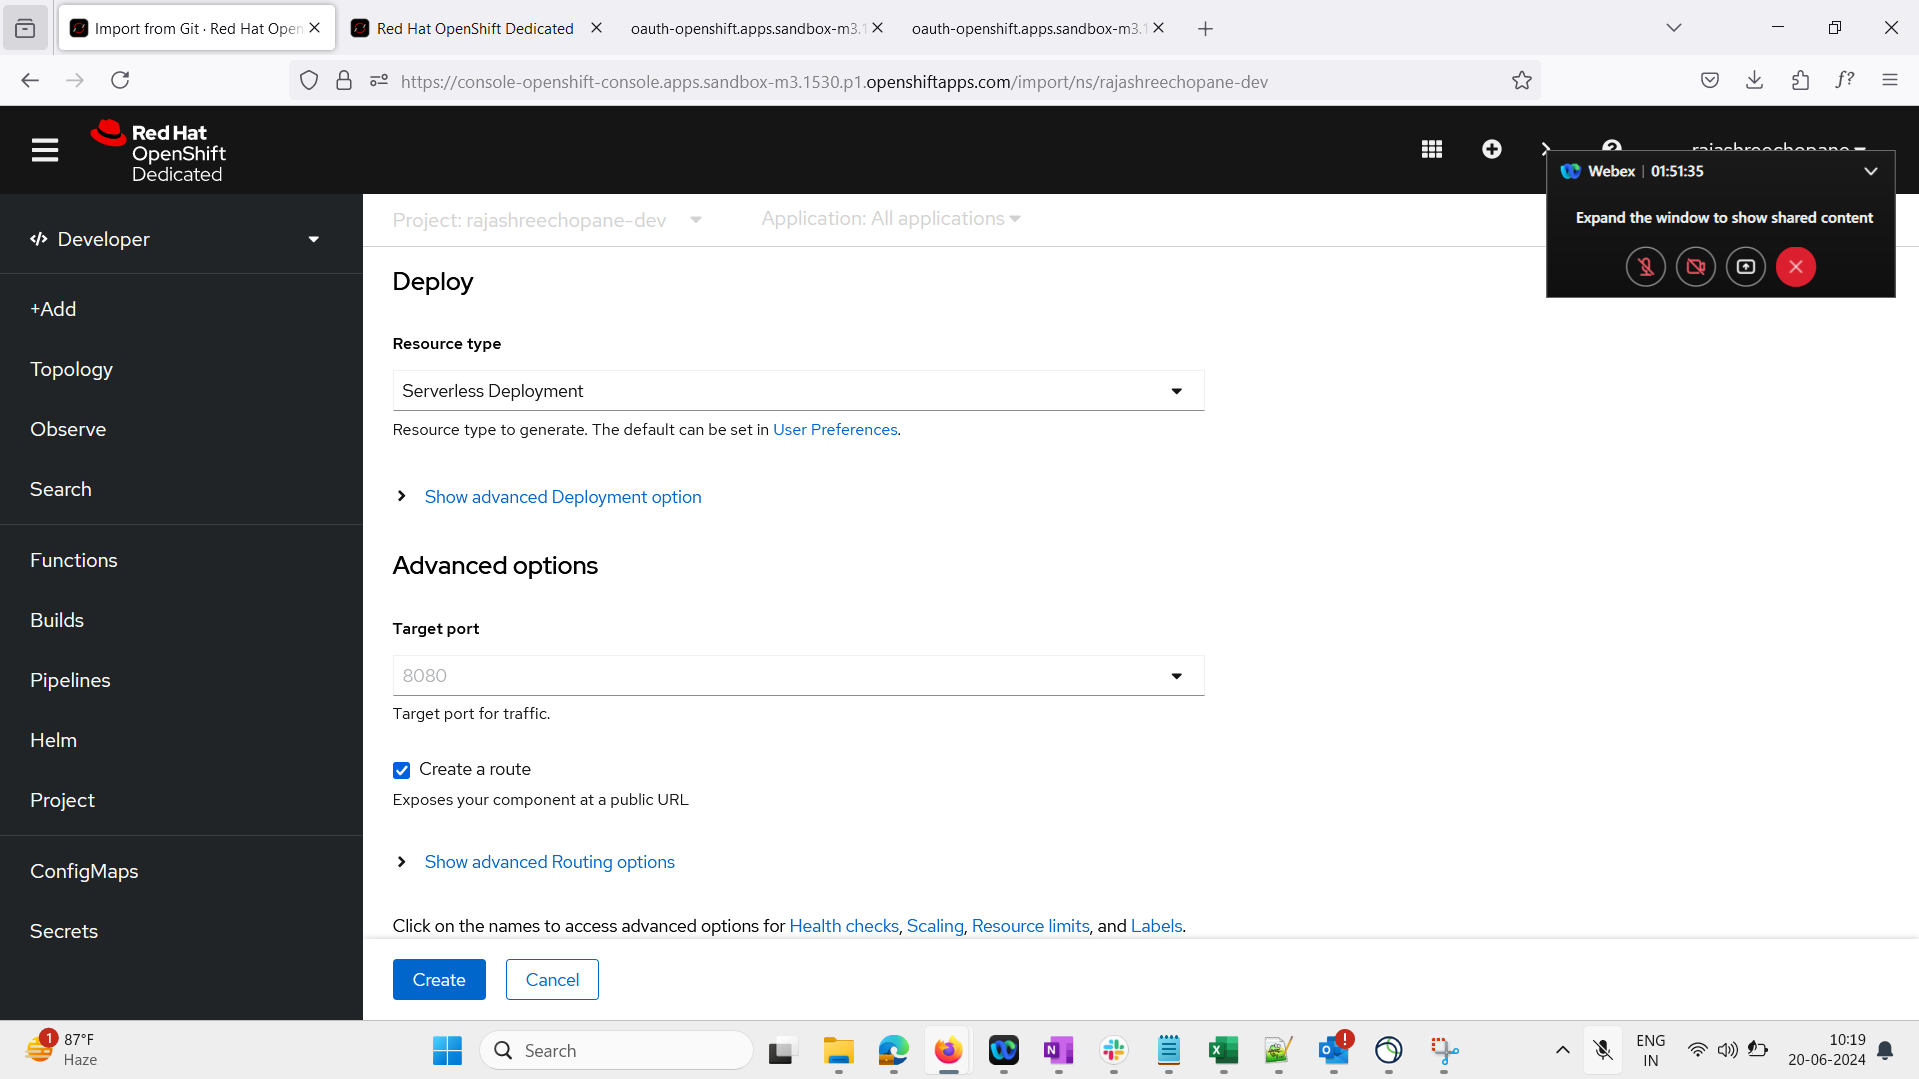 Import from Git · Red Hat Open
Red Hat OpenShift Dedicated
oauth-openshift.apps.sandbox-m3.1
oauth-openshift.apps.sandbox-m3.1
https://console-openshift-console.apps.sandbox-m3.1530.p1.openshiftapps.com/import/ns/rajashreechopane-dev
Red Hat
OpenShift
Dedicated
rajashreechopane
Webex | 01:51:35
Expand the window to show shared content
Developer
+Add
Topology
Observe
Search
Functions
Builds
Pipelines
Helm
Project
ConfigMaps
Secrets
Project: rajashreechopane-dev
Application: All applications
Deploy
Resource type
Serverless Deployment
Resource type to generate. The default can be set in User Preferences.
Show advanced Deployment option
Advanced options
Target port
8080
Target port for traffic.
Create a route
Exposes your component at a public URL
Show advanced Routing options
Click on the names to access advanced options for Health checks, Scaling, Resource limits, and Labels.
Create
Cancel
1
87°F
Haze
Search
ENG
IN
10:19
20-06-2024